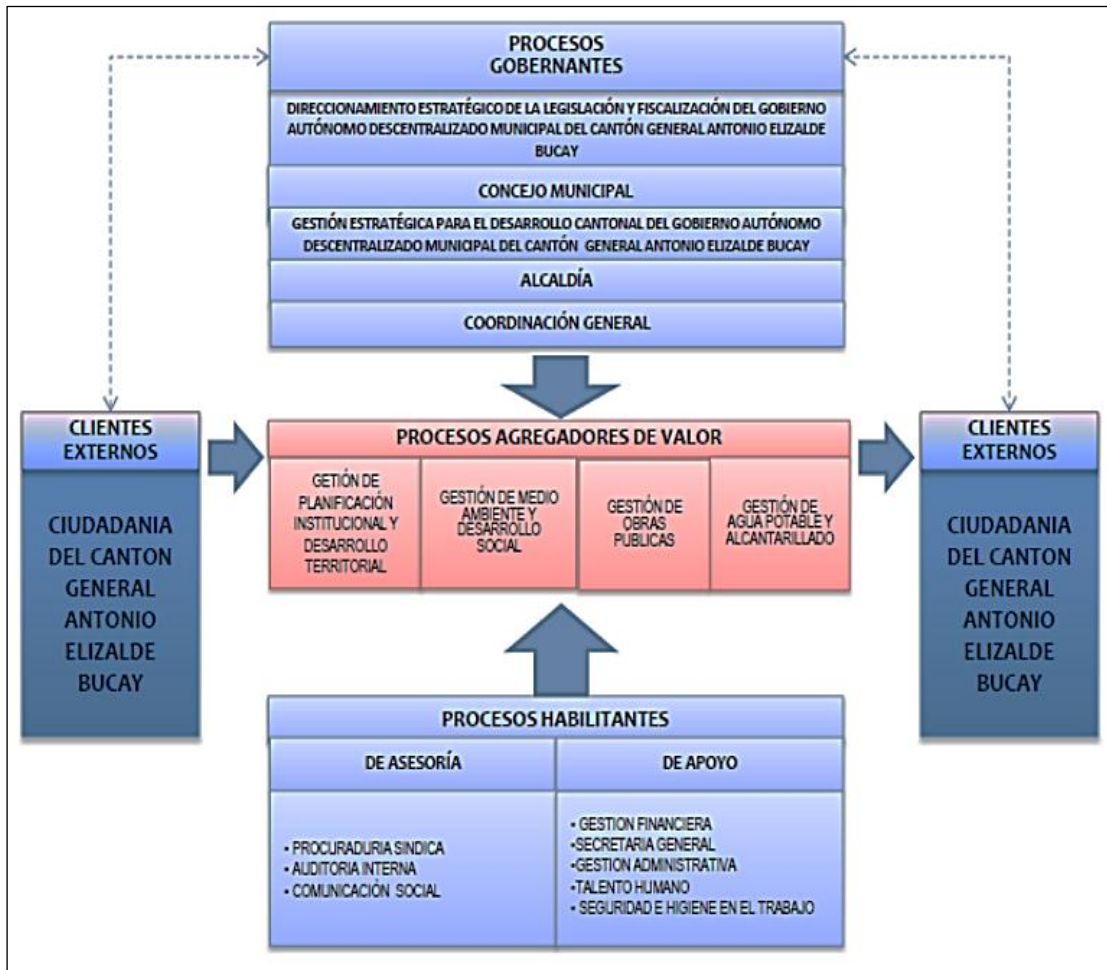 PROCESOS
GOBERNANTES
DIRECCIONAMIENTO ESTRATÉGICO DE LA LEGISLACIÓN Y FISCALIZACIÓN DEL GOBIERNO
AUTÓNOMO DESCENTRALIZADO MUNICIPAL DEL CANTÓN GENERAL ANTONIO ELIZALDE
BUCAY
CONCEJO MUNICIPAL
GESTIÓN ESTRATÉGICA PARA EL DESARROLLO CANTONAL DEL GOBIERNO AUTÓNOMO
DESCENTRALIZADO MUNICIPAL DEL CANTÓN GENERAL ANTONIO ELIZALDE BUCAY
ALCALDÍA
COORDINACIÓN GENERAL
CLIENTES
EXTERNOS
CIUDADANIA
DEL CANTON
GENERAL
ANTONIO
ELIZALDE
BUCAY
PROCESOS AGREGADORES DE VALOR
GETIÓN DE
PLANIFICACIÓN
INSTITUCIONAL Y
DESARROLLO
TERRITORIAL
GESTIÓN DE MEDIO
AMBIENTE Y
DESARROLLO
SOCIAL
GESTIÓN DE
OBRAS
PÚBLICAS
GESTIÓN DE
AGUA POTABLE Y
ALCANTARILLADO
CLIENTES
EXTERNOS
CIUDADANIA
DEL CANTON
GENERAL
ANTONIO
ELIZALDE
BUCAY
PROCESOS HABILITANTES
DE ASESORÍA
• PROCURADURIA SINDICA
• AUDITORIA INTERNA
• COMUNICACIÓN SOCIAL
DE APOYO
• GESTION FINANCIERA
•SECRETARIA GENERAL
•GESTION ADMINISTRATIVA
•TALENTO HUMANO
• SEGURIDAD E HIGIENE EN EL TRABAJO